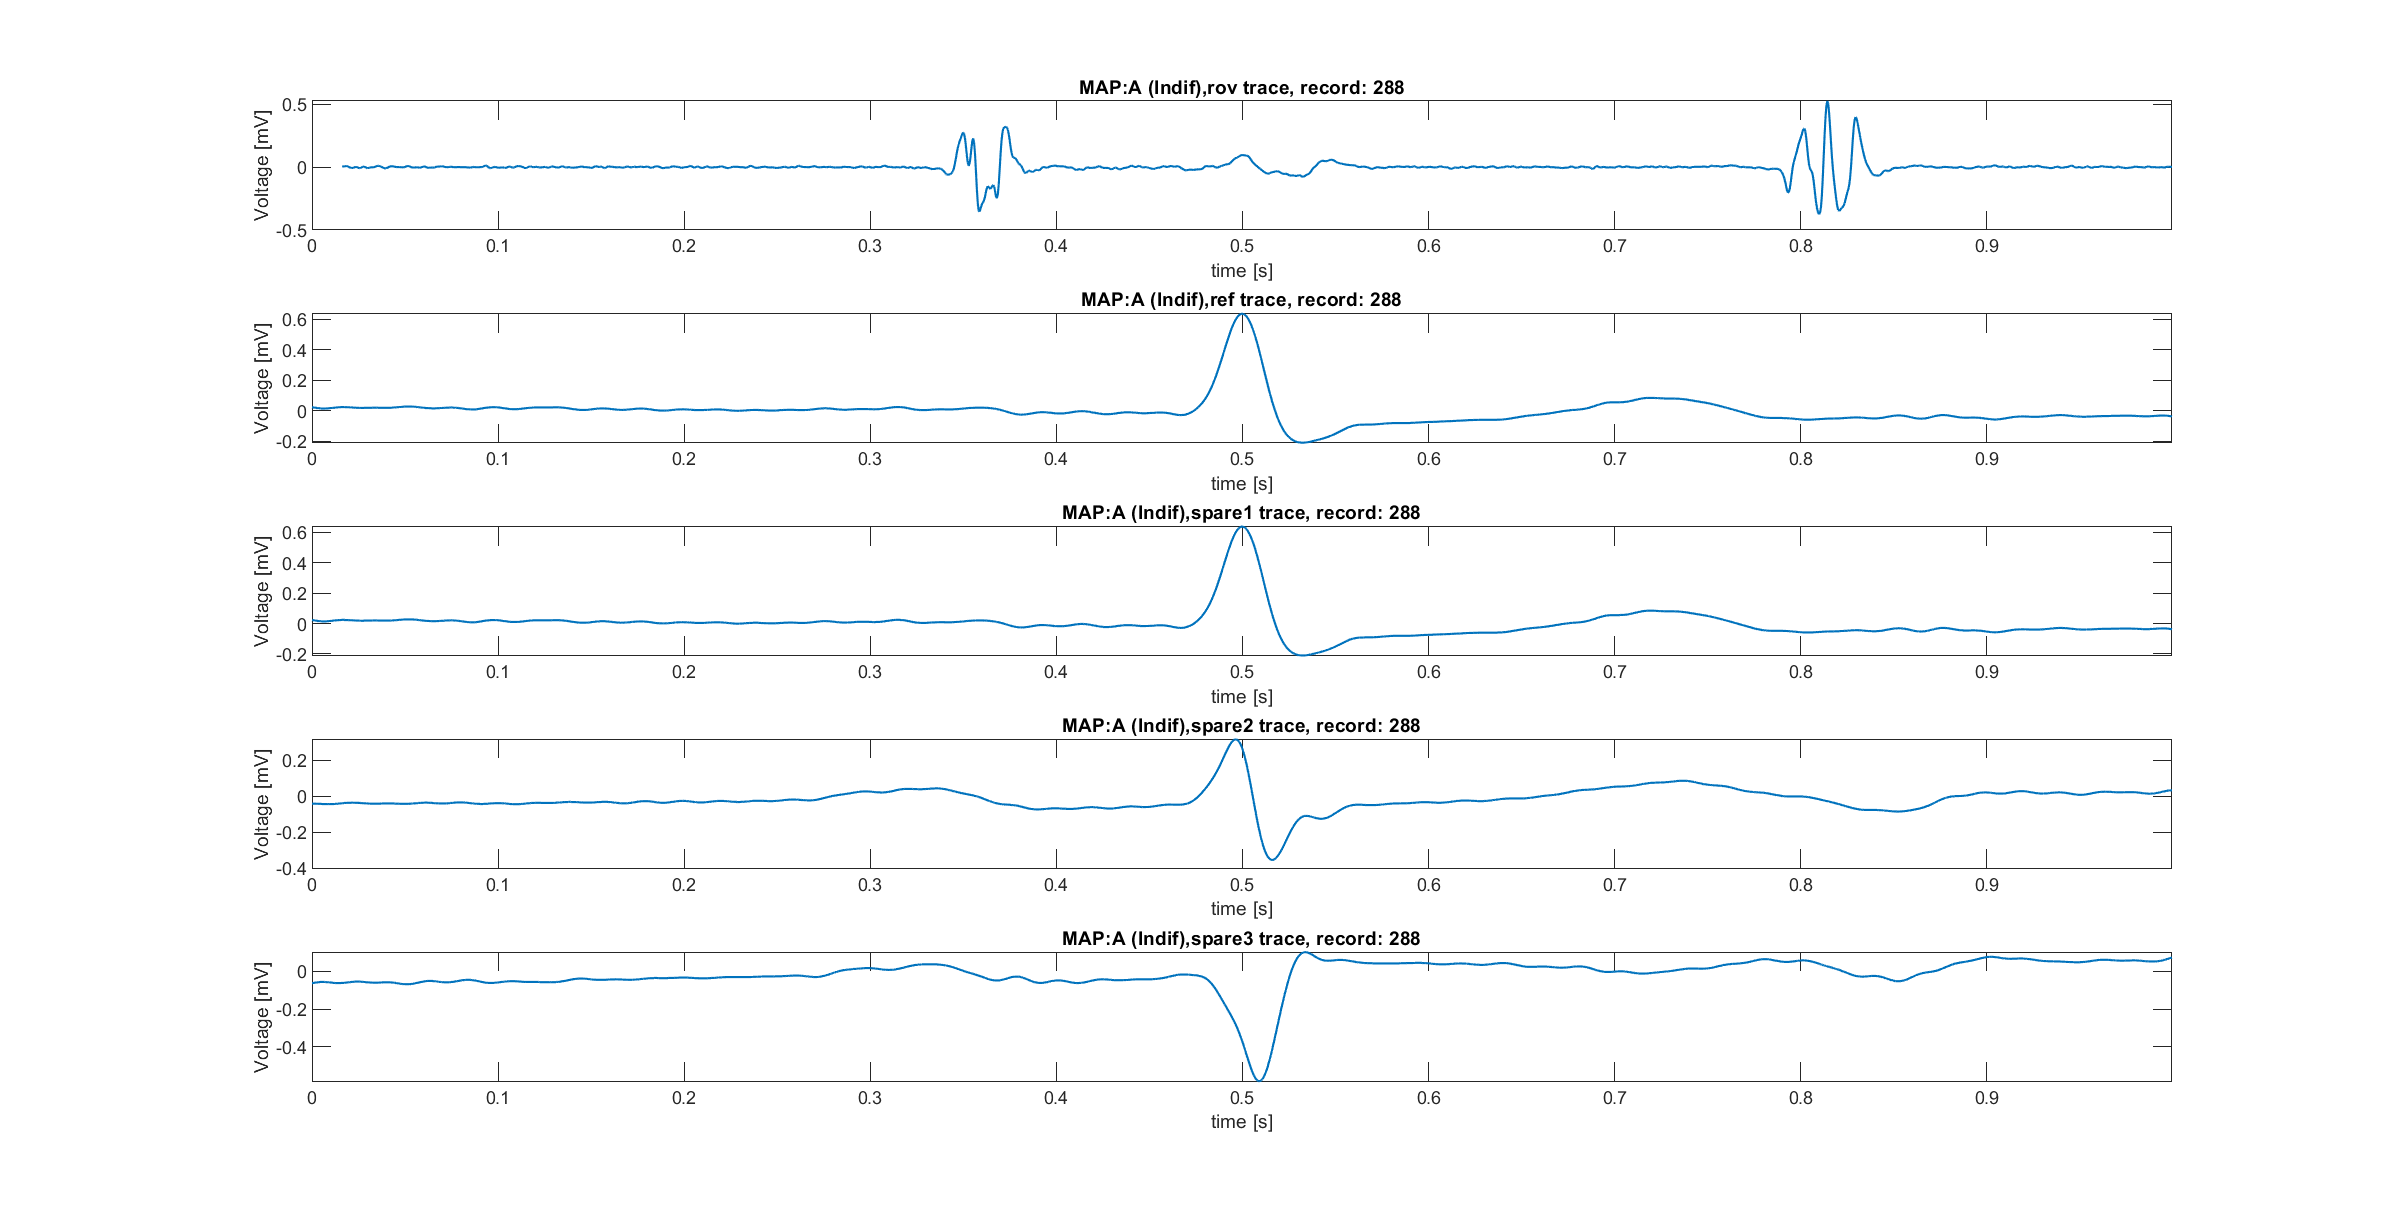 MAP:A (Indif),rov trace, record: 288
Voltage [mV]
0.5
0
-0.5
0 0.1 0.2 0.3 0.4 0.5 0.6 0.7 0.8 0.9
time [s]
MAP:A (Indif),ref trace, record: 288
Voltage [mV]
0.6
0.4
0.2
0
-0.2
0 0.1 0.2 0.3 0.4 0.5 0.6 0.7 0.8 0.9
time [s]
MAP:A (Indif),spare1 trace, record: 288
Voltage [mV]
0.6
0.4
0.2
0
-0.2
0 0.1 0.2 0.3 0.4 0.5 0.6 0.7 0.8 0.9
time [s]
MAP:A (Indif),spare2 trace, record: 288
Voltage [mV]
0.2
0
-0.2
-0.4
0 0.1 0.2 0.3 0.4 0.5 0.6 0.7 0.8 0.9
time [s]
MAP:A (Indif),spare3 trace, record: 288
Voltage [mV]
0
-0.2
-0.4
0 0.1 0.2 0.3 0.4 0.5 0.6 0.7 0.8 0.9
time [s]